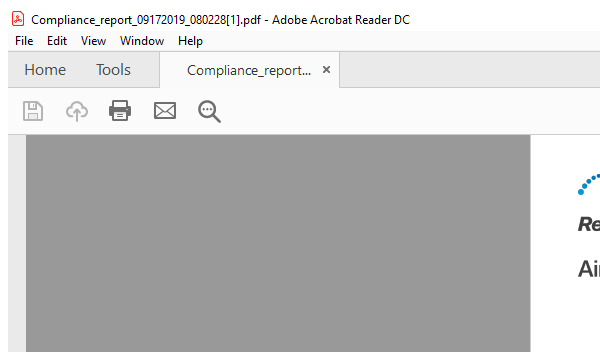 Compliance_report_09172019_080228[1].pdf - Adobe Acrobat Reader DC
File Edit View Window Help
Home Tools Compliance_report... ×
Re
Ai